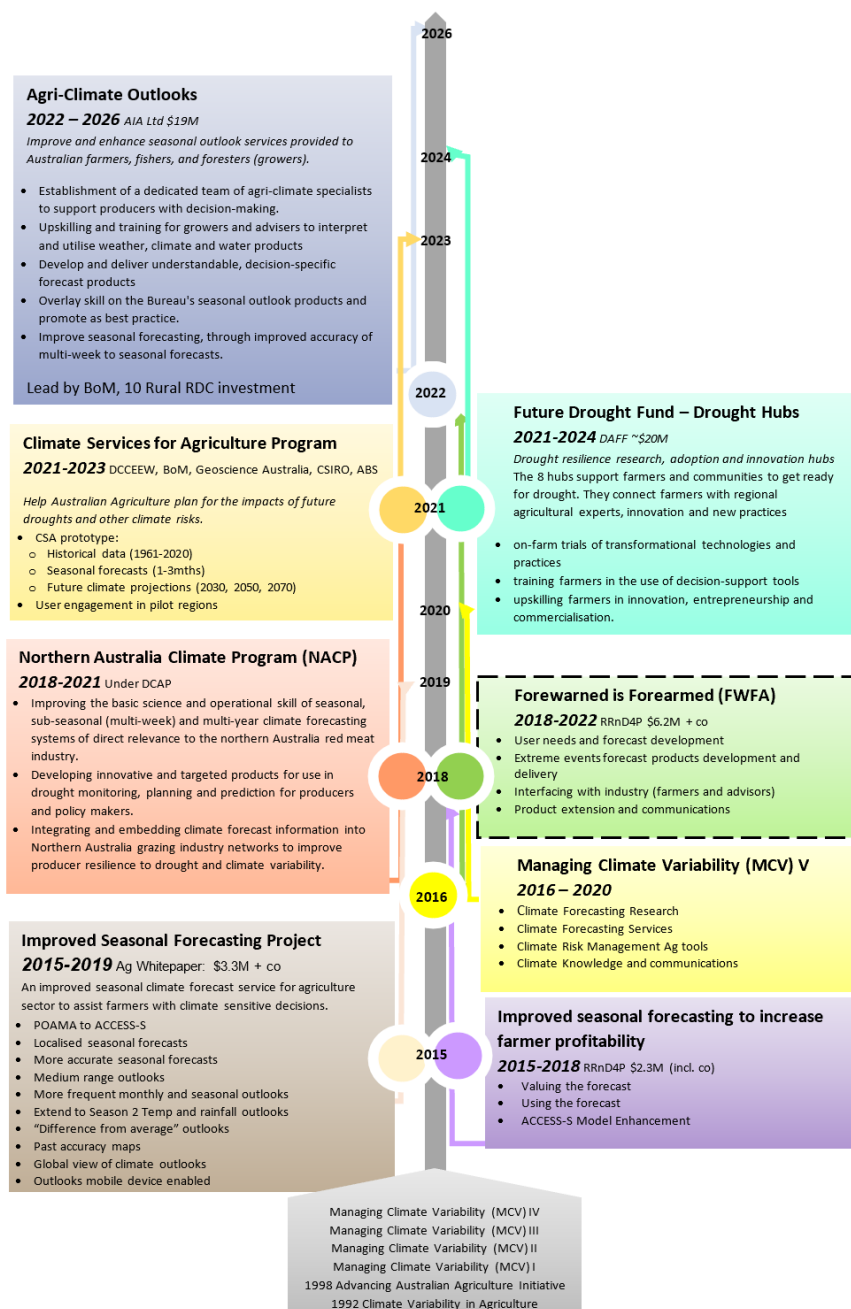 2026
Agri-Climate Outlooks
2022 – 2026 AIA Ltd $19M
Improve and enhance seasonal outlook services provided to
Australian farmers, fishers, and foresters (growers).
• Establishment of a dedicated team of agri-climate specialists
to support producers with decision-making.
• Upskilling and training for growers and advisers to interpret
and utilise weather, climate and water products
• Develop and deliver understandable, decision-specific
forecast products
• Overlay skill on the Bureau's seasonal outlook products and
promote as best practice.
• Improve seasonal forecasting, through improved accuracy of
multi-week to seasonal forecasts.
Lead by BoM, 10 Rural RDC investment
2024
2023
2022
Future Drought Fund – Drought Hubs
2021-2024 DAFF ~$20M
Drought resilience research, adoption and innovation hubs
The 8 hubs support farmers and communities to get ready
for drought. They connect farmers with regional
agricultural experts, innovation and new practices
• on-farm trials of transformational technologies and
practices
• training farmers in the use of decision-support tools
• upskilling farmers in innovation, entrepreneurship and
commercialisation.
Climate Services for Agriculture Program
2021-2023 DCCEEW, BoM, Geoscience Australia, CSIRO, ABS
Help Australian Agriculture plan for the impacts of future
droughts and other climate risks.
• CSA prototype:
o Historical data (1961-2020)
o Seasonal forecasts (1-3mths)
o Future climate projections (2030, 2050, 2070)
• User engagement in pilot regions
2021
2020
2019
Northern Australia Climate Program (NACP)
2018-2021 Under DCAP
• Improving the basic science and operational skill of seasonal,
sub-seasonal (multi-week) and multi-year climate forecasting
systems of direct relevance to the northern Australia red meat
industry.
• Developing innovative and targeted products for use in
drought monitoring, planning and prediction for producers
and policy makers.
• Integrating and embedding climate forecast information into
Northern Australia grazing industry networks to improve
producer resilience to drought and climate variability.
2018
Forewarned is Forearmed (FWFA)
2018-2022 RRnD4P $6.2M + co
• User needs and forecast development
• Extreme events forecast products development and
delivery
• Interfacing with industry (farmers and advisors)
• Product extension and communications
2016
Managing Climate Variability (MCV) V
2016 – 2020
• Climate Forecasting Research
• Climate Forecasting Services
• Climate Risk Management Ag tools
• Climate Knowledge and communications
Improved Seasonal Forecasting Project
2015-2019 Ag Whitepaper: $3.3M + co
An improved seasonal climate forecast service for agriculture
sector to assist farmers with climate sensitive decisions.
• POAMA to ACCESS-S
• Localised seasonal forecasts
• More accurate seasonal forecasts
• Medium range outlooks
• More frequent monthly and seasonal outlooks
• Extend to Season 2 Temp and rainfall outlooks
• “Difference from average” outlooks
• Past accuracy maps
• Global view of climate outlooks
• Outlooks mobile device enabled
2015
Improved seasonal forecasting to increase
farmer profitability
2015-2018 RRnD4P $2.3M (incl. co)
• Valuing the forecast
• Using the forecast
• ACCESS-S Model Enhancement
Managing Climate Variability (MCV) IV
Managing Climate Variability (MCV) III
Managing Climate Variability (MCV) II
Managing Climate Variability (MCV) I
1998 Advancing Australian Agriculture Initiative
1992 Climate Variability in Agriculture